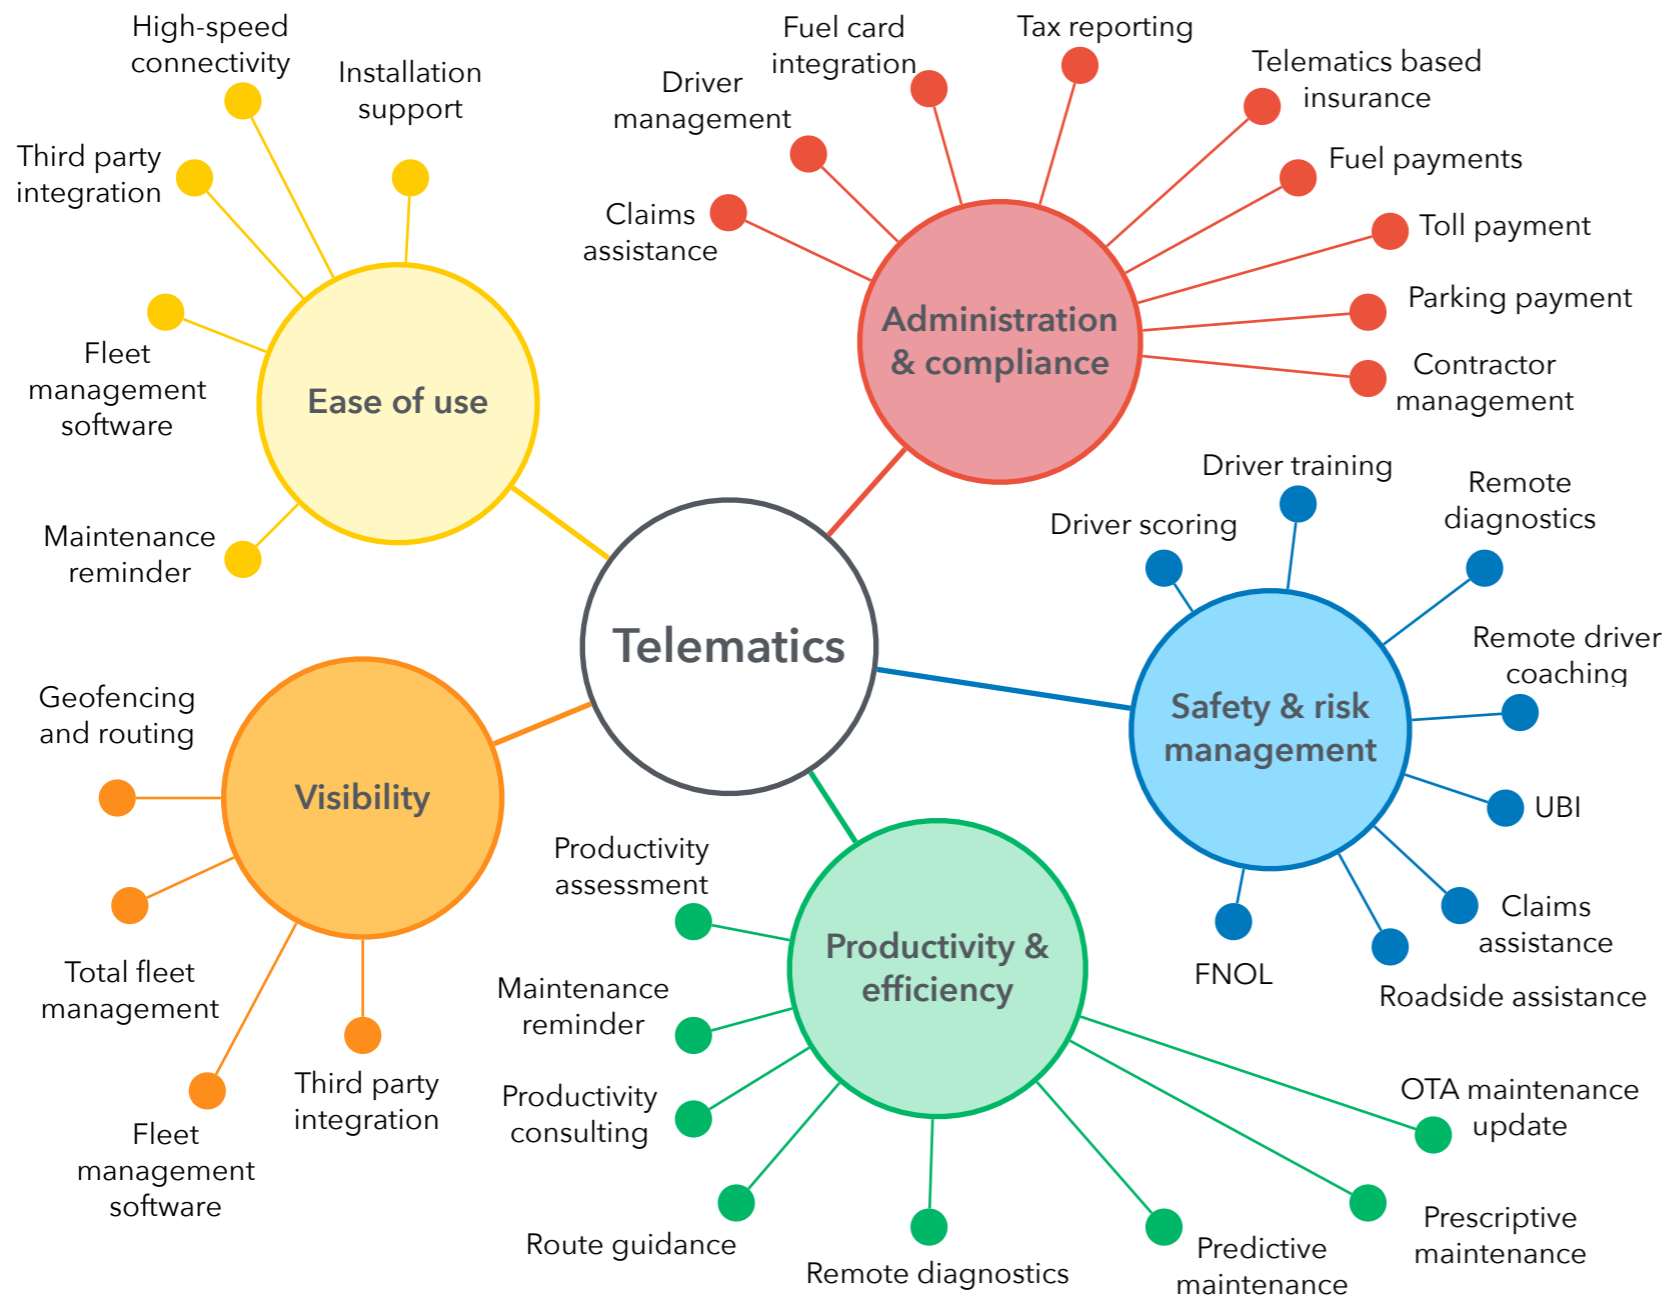 High-speed
connectivity
Installation
support
Third party
integration
Fleet
management
software
Maintenance
reminder
Ease of use
Fuel card
integration
Tax reporting
Driver
management
Claims
assistance
Telematics based
insurance
Fuel payments
Toll payment
Parking payment
Contractor
management
Administration
& compliance
Telematics
Driver training
Driver scoring
Remote
diagnostics
Remote driver
coaching
UBI
Claims
assistance
Roadside assistance
FNOL
Safety & risk
management
Geofencing
and routing
Visibility
Total fleet
management
Fleet
management
software
Third party
integration
Productivity
assessment
Maintenance
reminder
Productivity
consulting
Route guidance
Remote diagnostics
Predictive
maintenance
Prescriptive
maintenance
OTA maintenance
update
Productivity &
efficiency